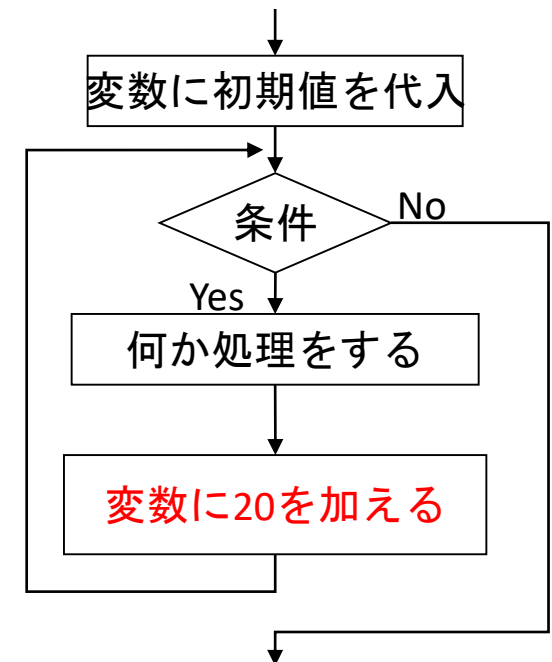 変数に初期値を代入
条件
No
Yes
何か処理をする
変数に20を加える